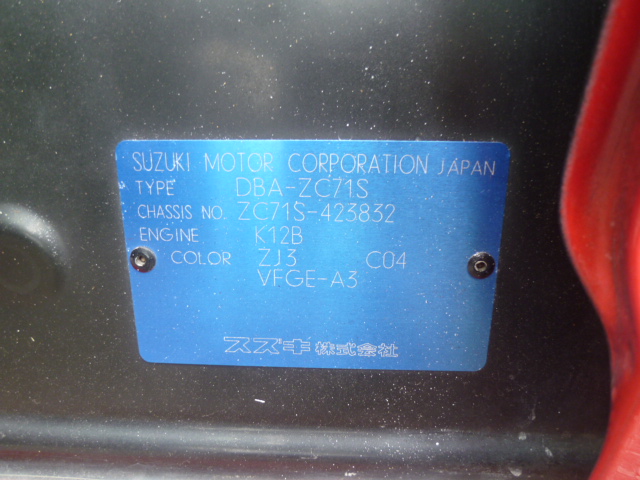 SUZUKI MOTOR CORPORATION JAPAN
TYPE DBA-ZC71S
CHASSIS NO. ZC71S-423832
ENGINE K12B
COLOR ZJ3 C04
VFGE-A3
スズキ株式会社